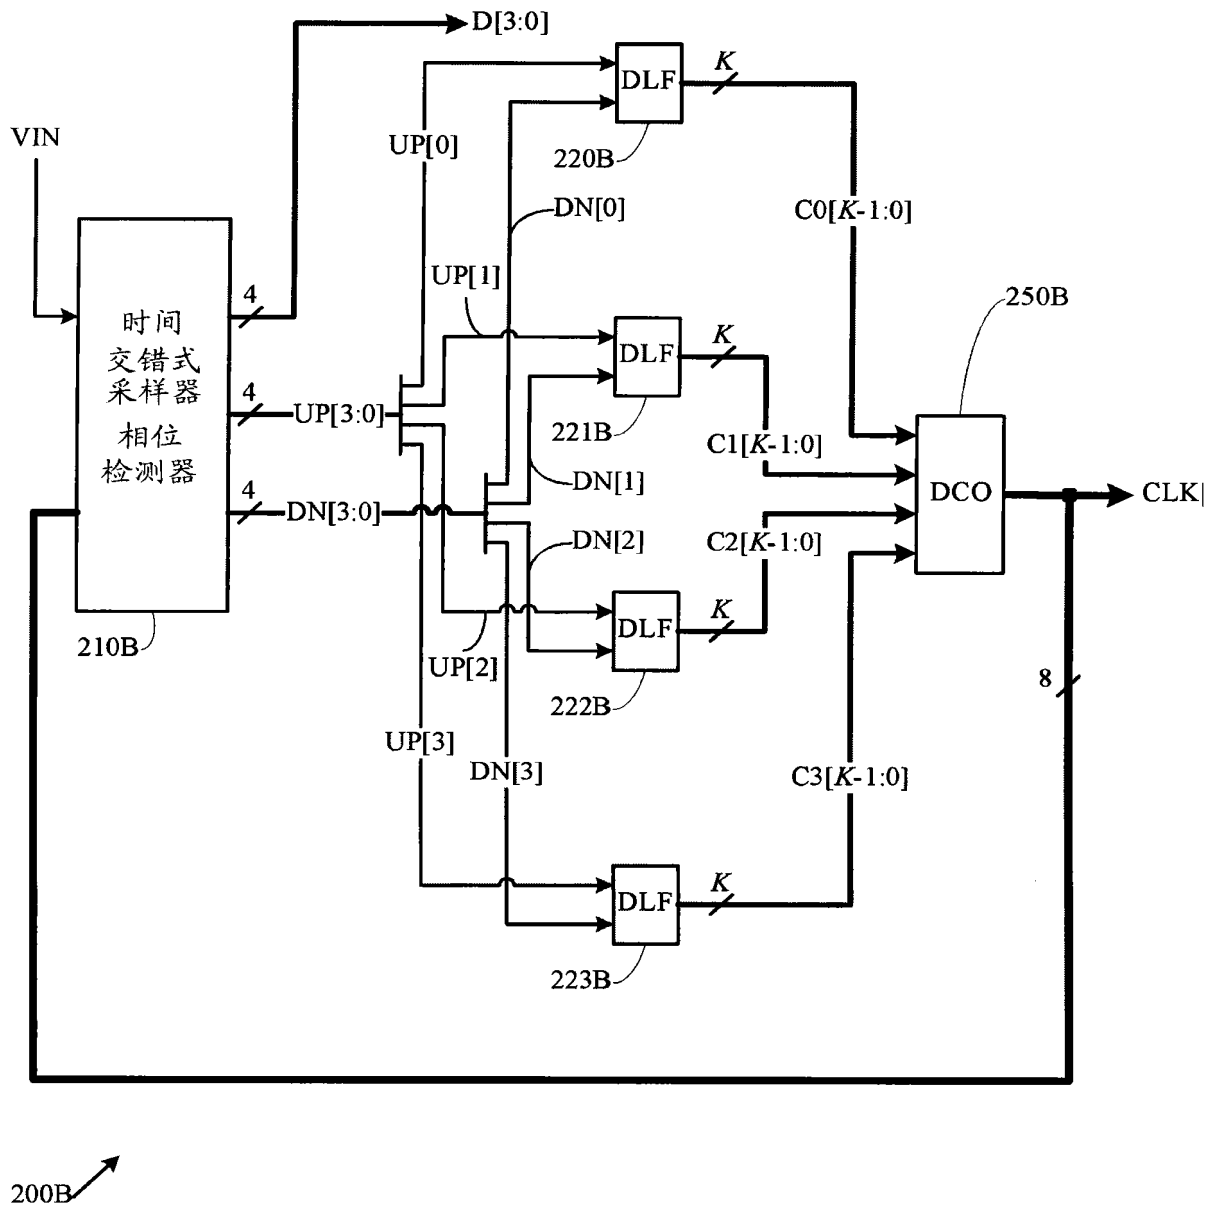 D[3:0]
DLF
K
VIN
UP[0]
220B
DN[0]
C0[K-1:0]
UP[1]
250B
4
时间
交错式
采样器
相位
检测器
DLF
K
4
UP[3:0]
221B
C1[K-1:0]
DN[1]
4
DN[3:0]
DCO
CLK
DN[2]
C2[K-1:0]
DLF
K
210B
UP[2]
222B
8
UP[3]
DN[3]
C3[K-1:0]
DLF
K
223B
200B